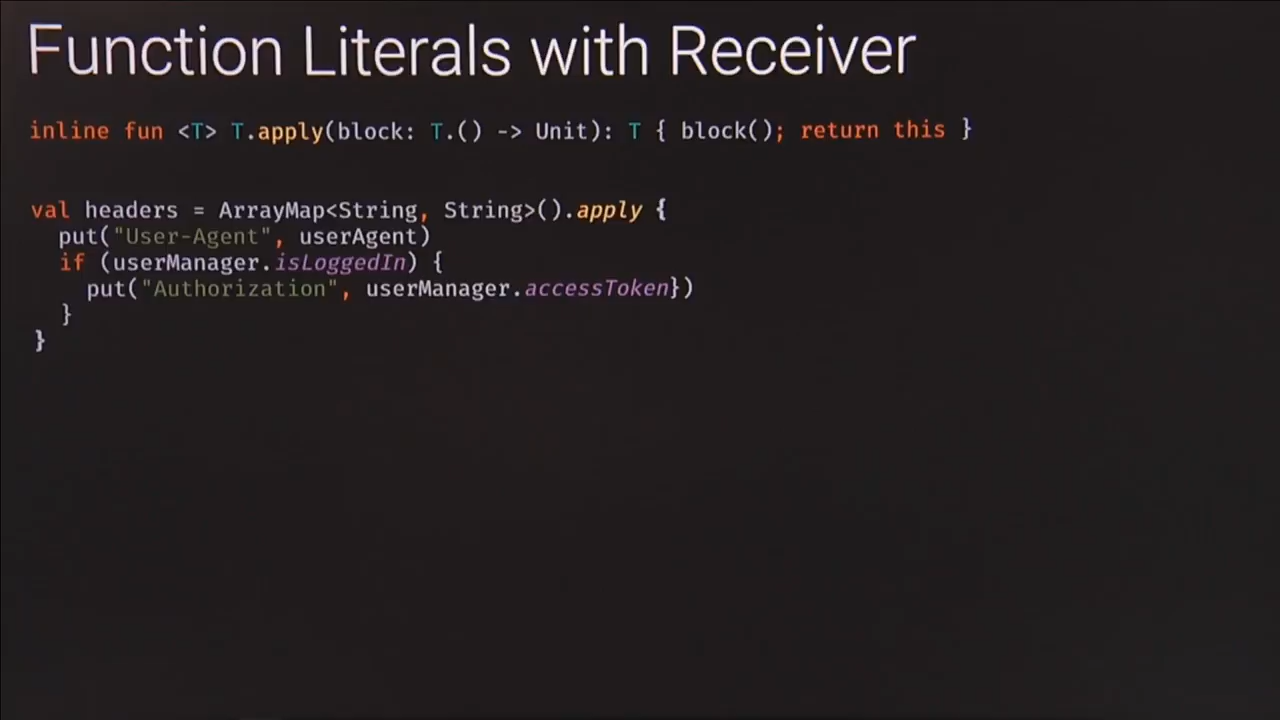 Function Literals with Receiver
inline fun <T> T.apply(block: T.() -> Unit): T { block(); return this }
val headers = ArrayMap<String, String>().apply {
put("User-Agent", userAgent)
if (userManager.isLoggedIn) {
put("Authorization", userManager.accessToken})
}
}